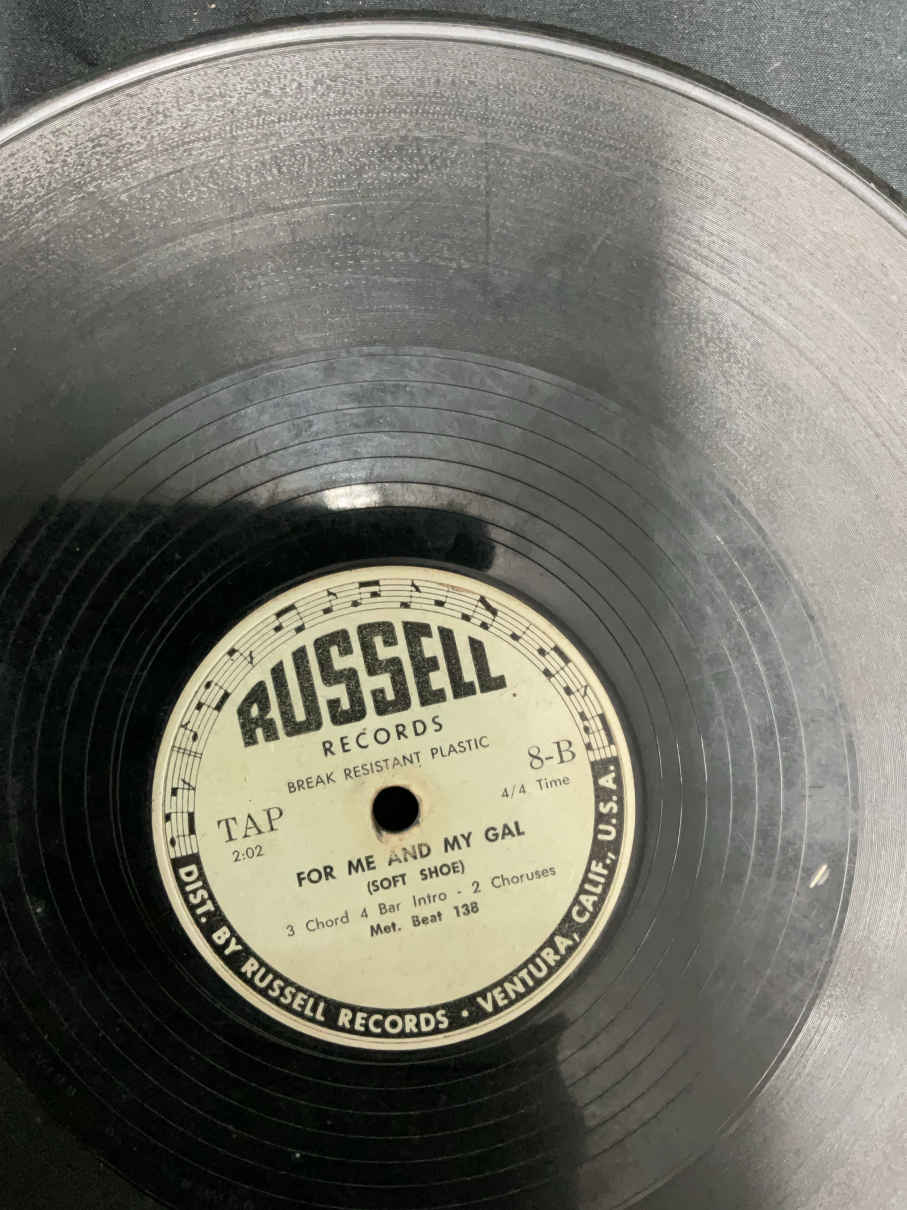 RUSSELL
RECORDS
BREAK RESISTANT PLASTIC
8-B
TAP
4/4 Time
2:02
FOR ME AND MY GAL
(SOFT SHOE)
3 Chord 4 Bar Intro - 2 Choruses
Met. Beat 138
DIST. BY RUSSELL RECORDS • VENTURA, CALIF., U.S.A.